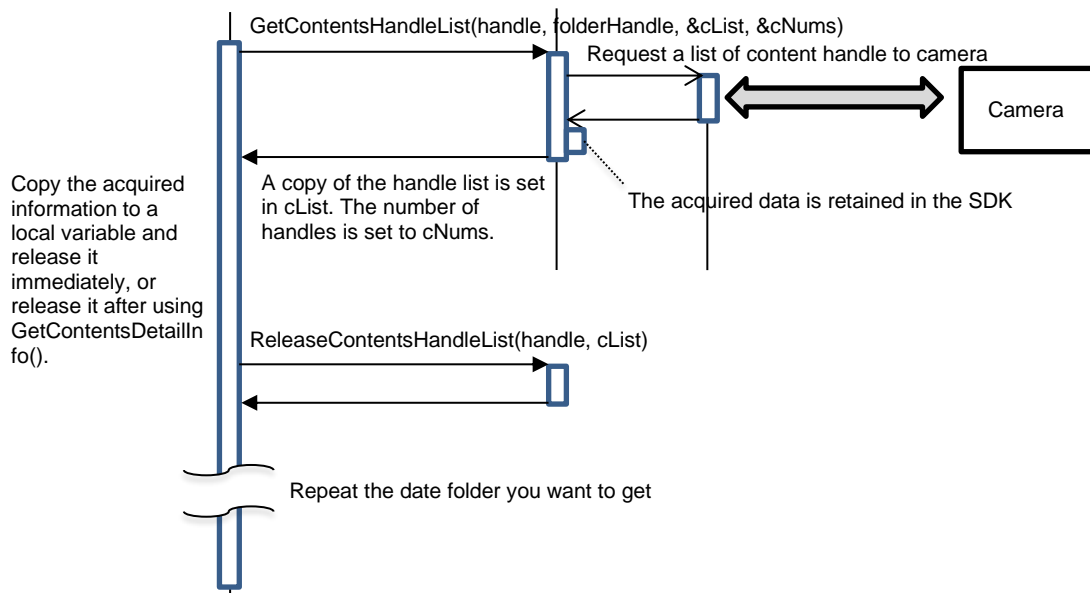 GetContentsHandleList(handle, folderHandle, &cList, &cNums)
Request a list of content handle to camera
Camera
A copy of the handle list is set
in cList. The number of
handles is set to cNums.
The acquired data is retained in the SDK
Copy the acquired
information to a
local variable and
release it
immediately, or
release it after using
GetContentsDetailIn
fo().
ReleaseContentsHandleList(handle, cList)
Repeat the date folder you want to get